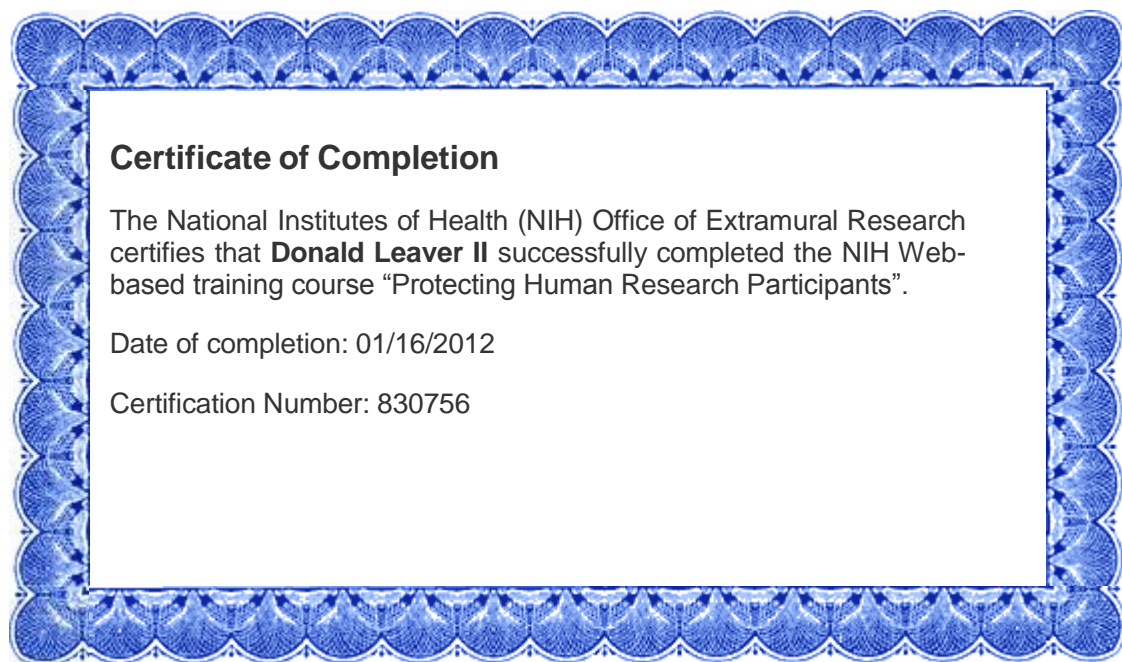 Certificate of Completion
The National Institutes of Health (NIH) Office of Extramural Research
certifies that Donald Leaver II successfully completed the NIH Web-
based training course “Protecting Human Research Participants”.
Date of completion: 01/16/2012
Certification Number: 830756